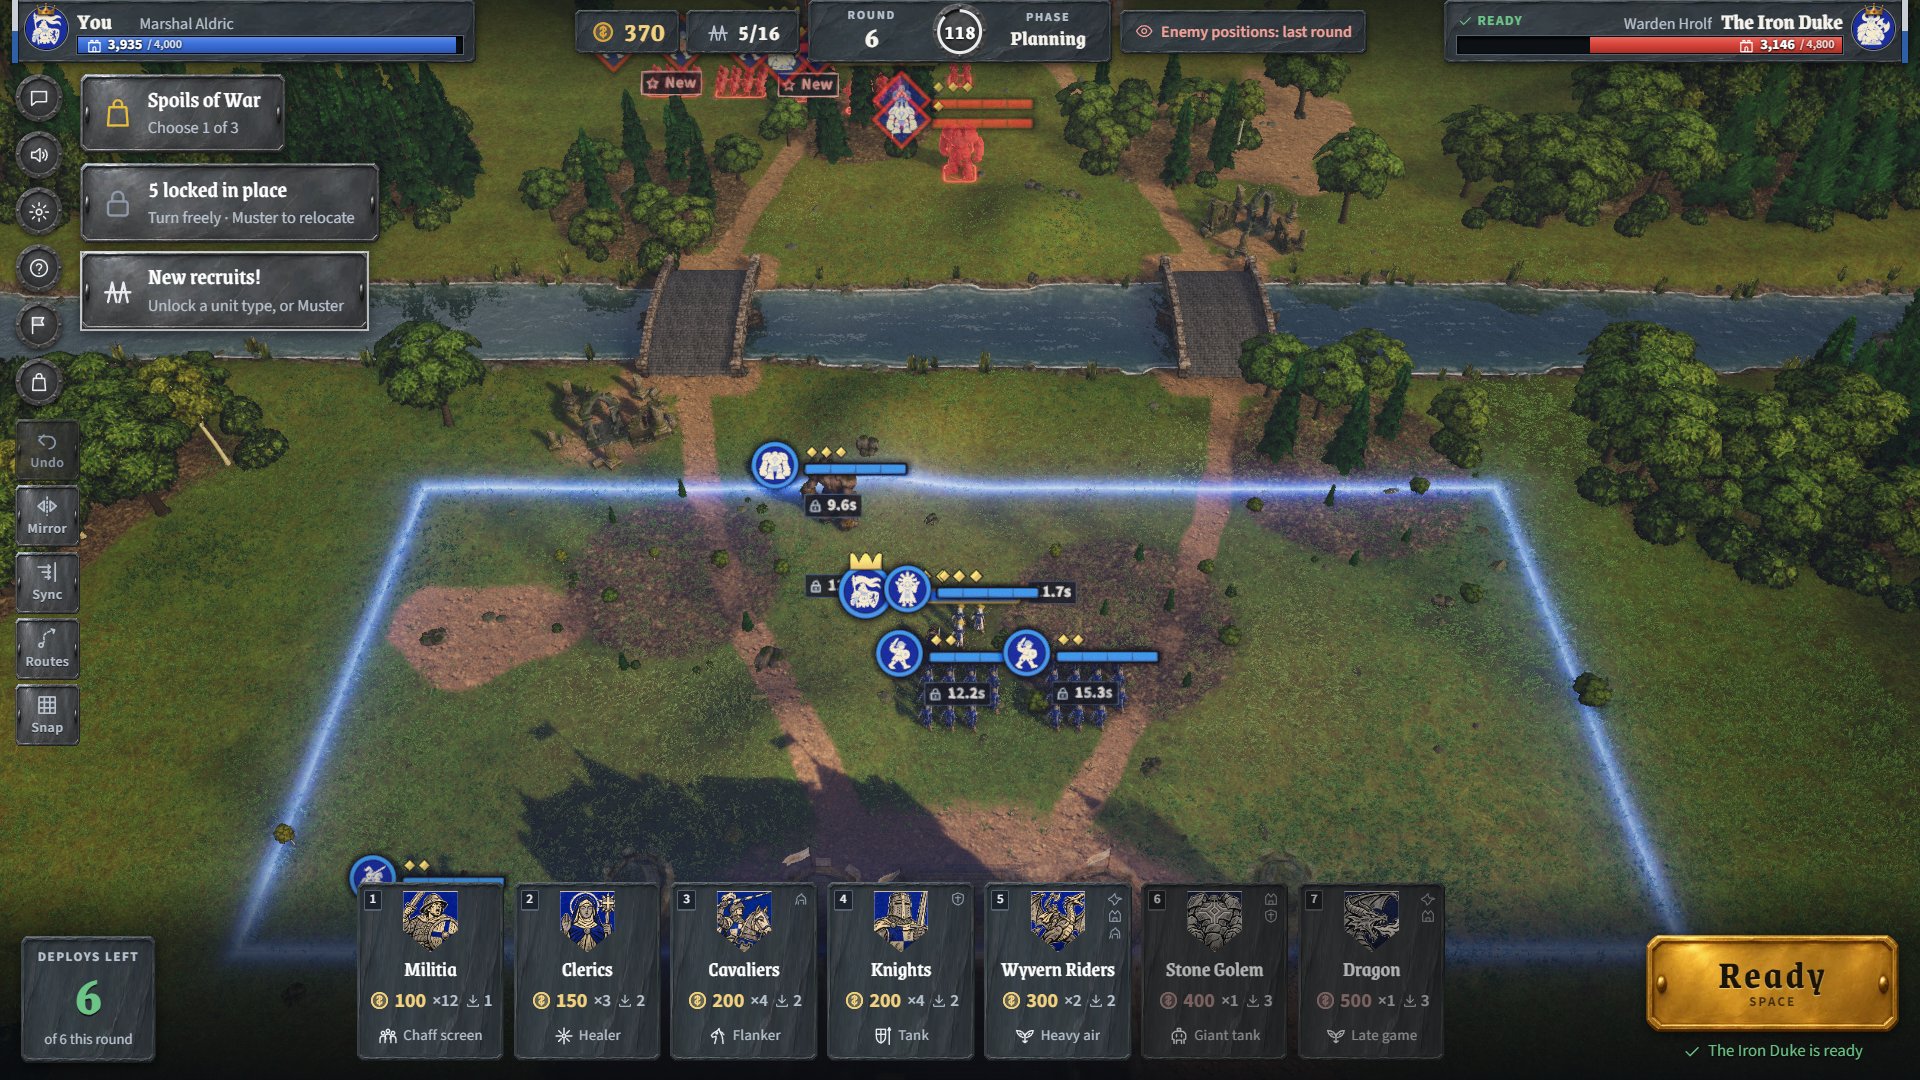 You
Marshal Aldric
3,935 / 4,000
370
5/16
ROUND
6
118
PHASE
Planning
Enemy positions: last round
READY
Warden Hrolf
The Iron Duke
3,146 / 4,800
New
New
Spoils of War
Choose 1 of 3
5 locked in place
Turn freely · Muster to relocate
New recruits!
Unlock a unit type, or Muster
Undo
Mirror
Sync
Routes
Snap
9.6s
1.7s
12.2s
15.3s
DEPLOYS LEFT
6
of 6 this round
1
Militia
100 ×12 1
Chaff screen
2
Clerics
150 ×3 2
Healer
3
Cavaliers
200 ×4 2
Flanker
4
Knights
200 ×4 2
Tank
5
Wyvern Riders
300 ×2 2
Heavy air
6
Stone Golem
400 ×1 3
Giant tank
7
Dragon
500 ×1 3
Late game
Ready
SPACE
The Iron Duke is ready